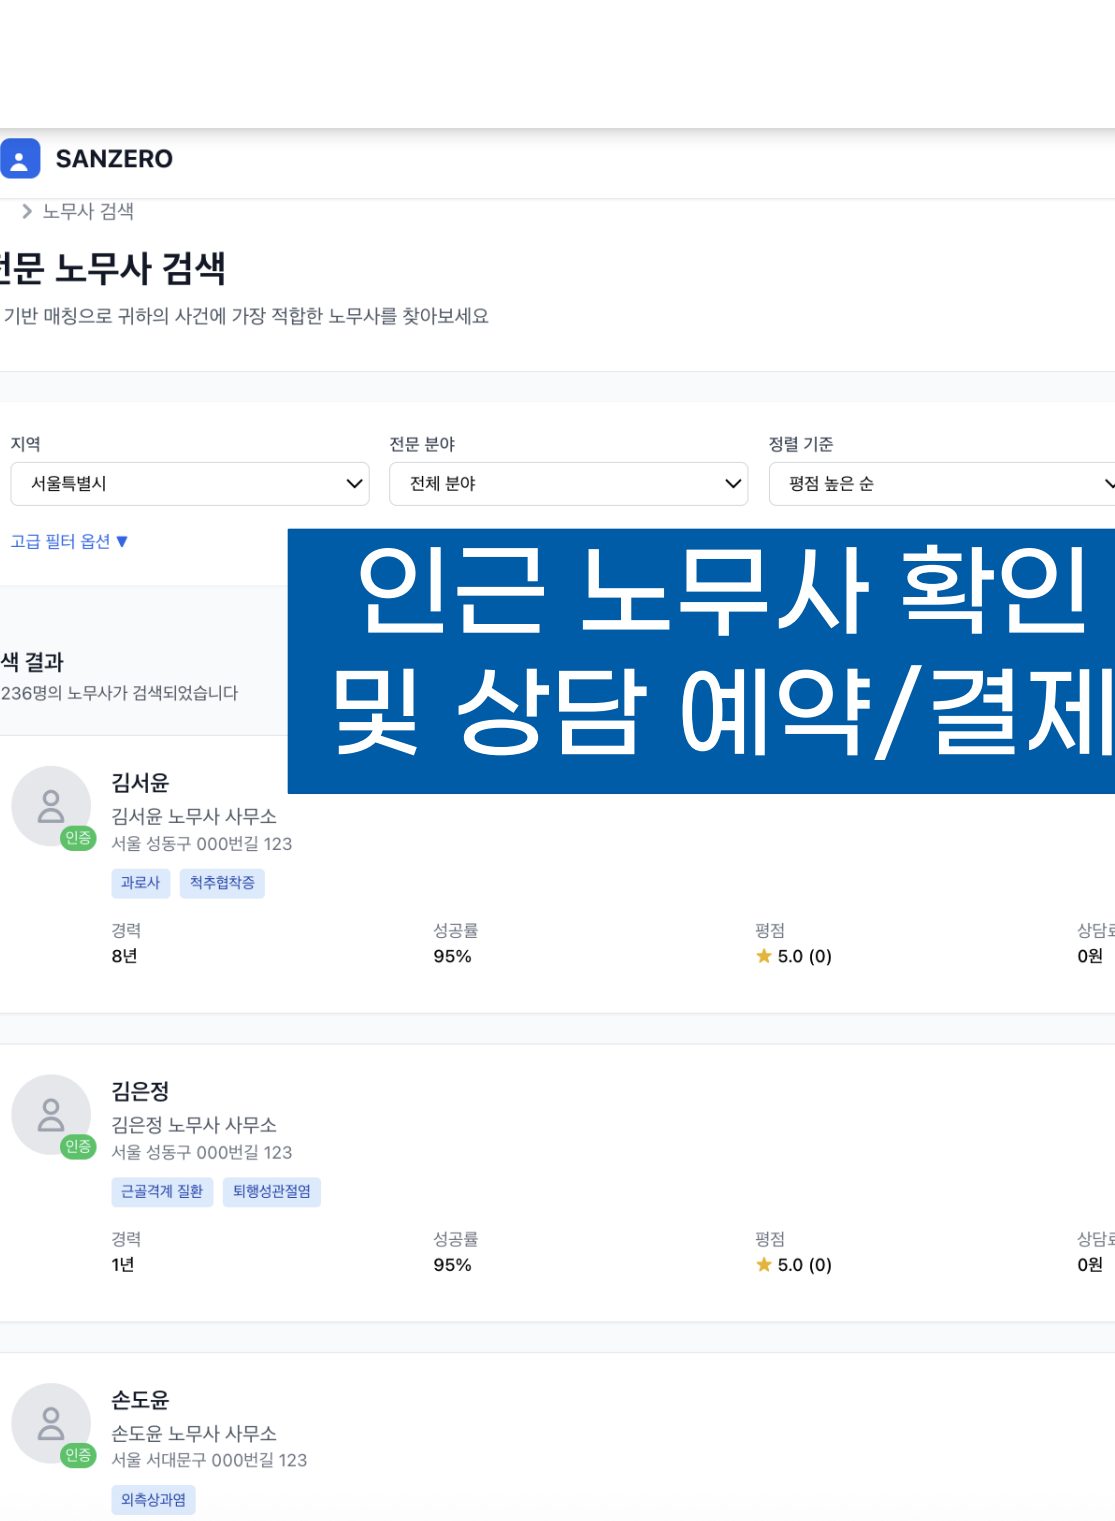 SANZERO
노무사 검색
전문 노무사 검색
기반 매칭으로 귀하의 사건에 가장 적합한 노무사를 찾아보세요
지역
전문 분야
정렬 기준
서울특별시
전체 분야
평점 높은 순
고급 필터 옵션 ▼
인근 노무사 확인
및 상담 예약/결제
색 결과
236명의 노무사가 검색되었습니다
김서윤
김서윤 노무사 사무소
인증
서울 성동구 000번길 123
과로사 척추협착증
경력 성공률 평점 상담료
8년 95% ★ 5.0 (0) 0원
김은정
김은정 노무사 사무소
인증
서울 성동구 000번길 123
근골격계 질환 퇴행성관절염
경력 성공률 평점 상담료
1년 95% ★ 5.0 (0) 0원
손도윤
손도윤 노무사 사무소
인증
서울 서대문구 000번길 123
외측상과염